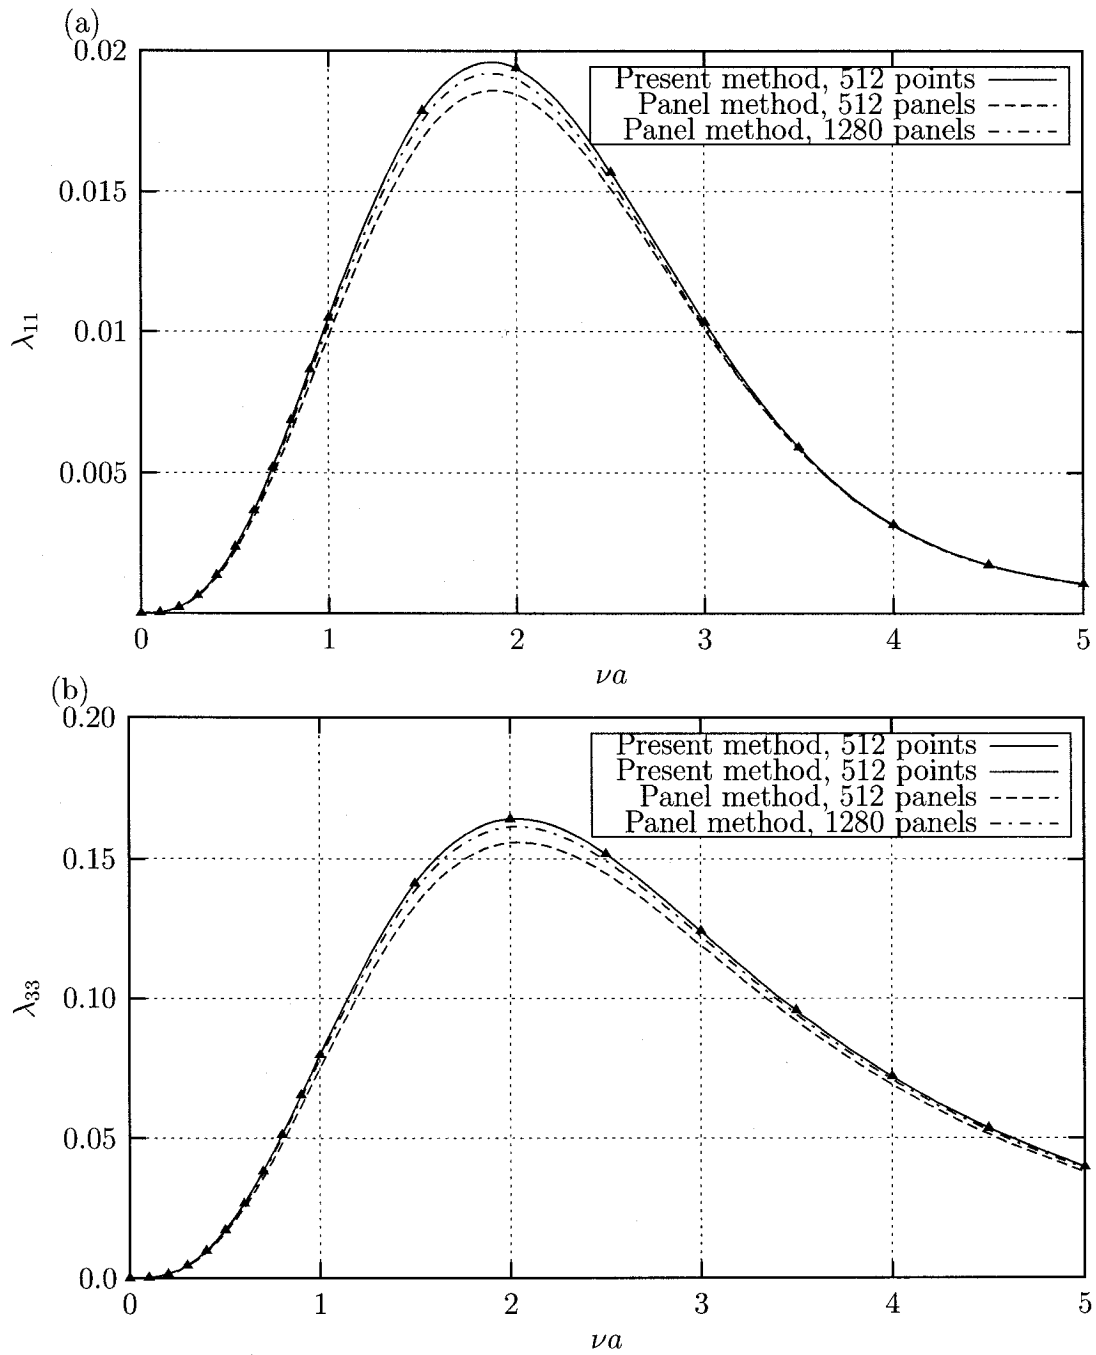 (a)
0.02
Present method, 512 points
Panel method, 512 panels
Panel method, 1280 panels
0.015
0.01
0.005
λ11
0 1 2 3 4 5
νa
(b)
0.20
Present method, 512 points
Present method, 512 points
Panel method, 512 panels
Panel method, 1280 panels
0.15
0.10
0.05
0.0
λ33
0 1 2 3 4 5
νa